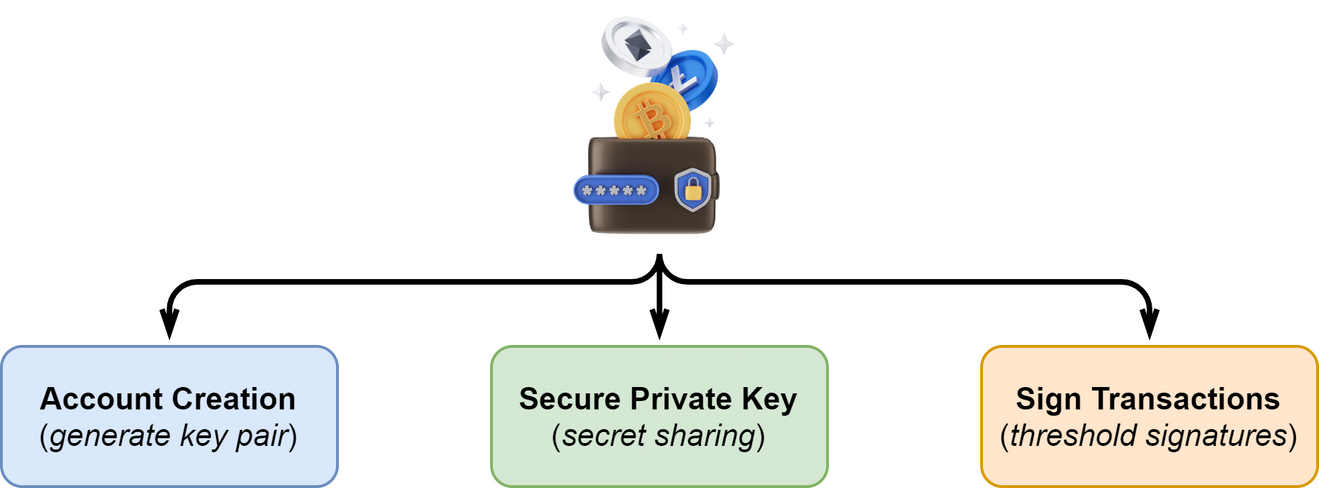 *****
Account Creation
(generate key pair)
Secure Private Key
(secret sharing)
Sign Transactions
(threshold signatures)